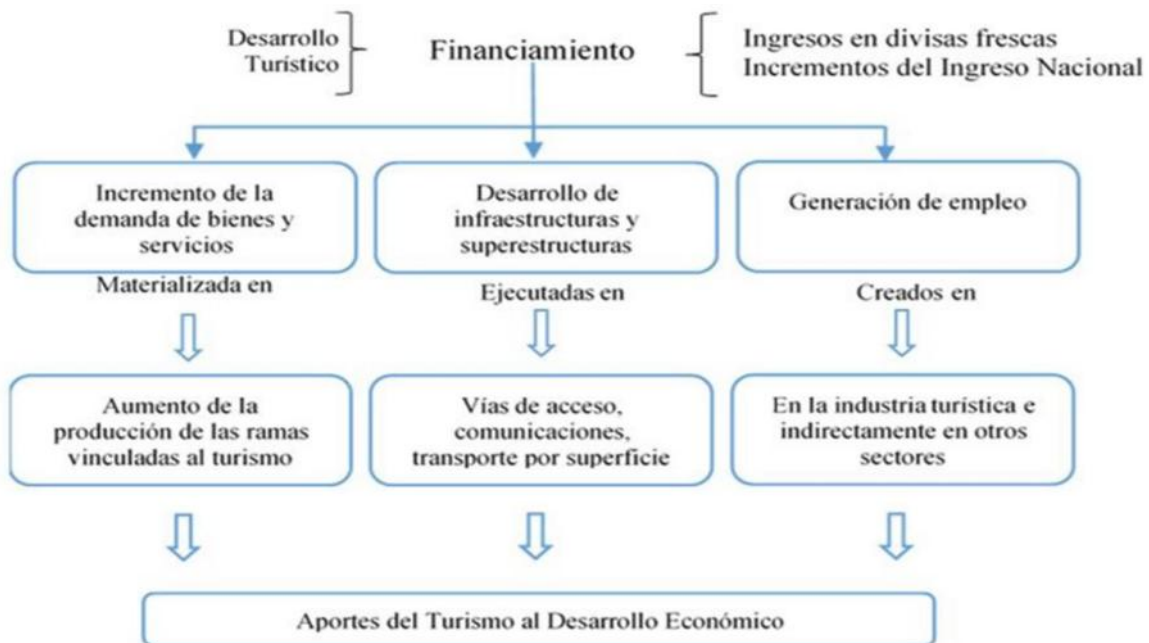 Desarrollo
Turístico
Financiamiento
Ingresos en divisas frescas
Incrementos del Ingreso Nacional
Incremento de la
demanda de bienes y
servicios
Desarrollo de
infraestructuras y
superestructuras
Generación de empleo
Materializada en
Ejecutadas en
Creados en
Aumento de la
producción de las ramas
vinculadas al turismo
Vías de acceso,
comunicaciones,
transporte por superficie
En la industria turística e
indirectamente en otros
sectores
Aportes del Turismo al Desarrollo Económico